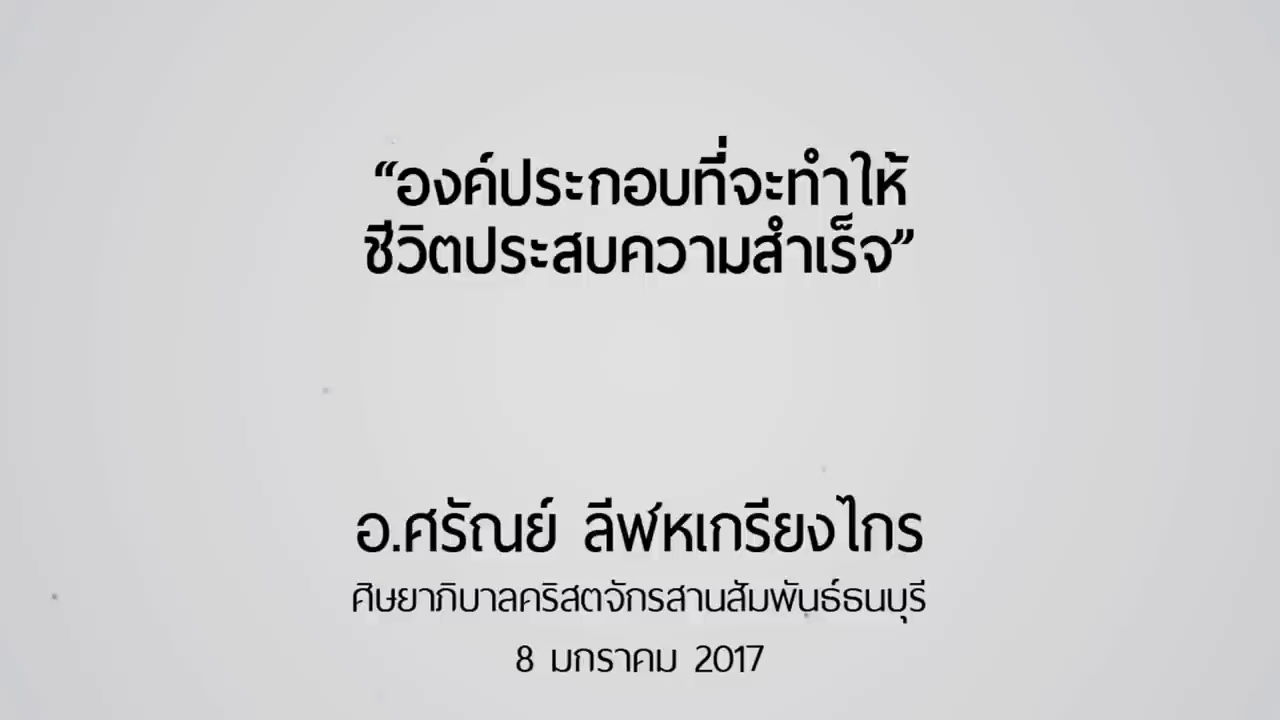 “องค์ประกอบที่จะทำให้
ชีวิตประสบความสำเร็จ”
อ.ศรัณย์ ลีฬหเกรียงไกร
ศิษยาภิบาลคริสตจักรสานสัมพันธ์ธนบุรี
8 มกราคม 2017